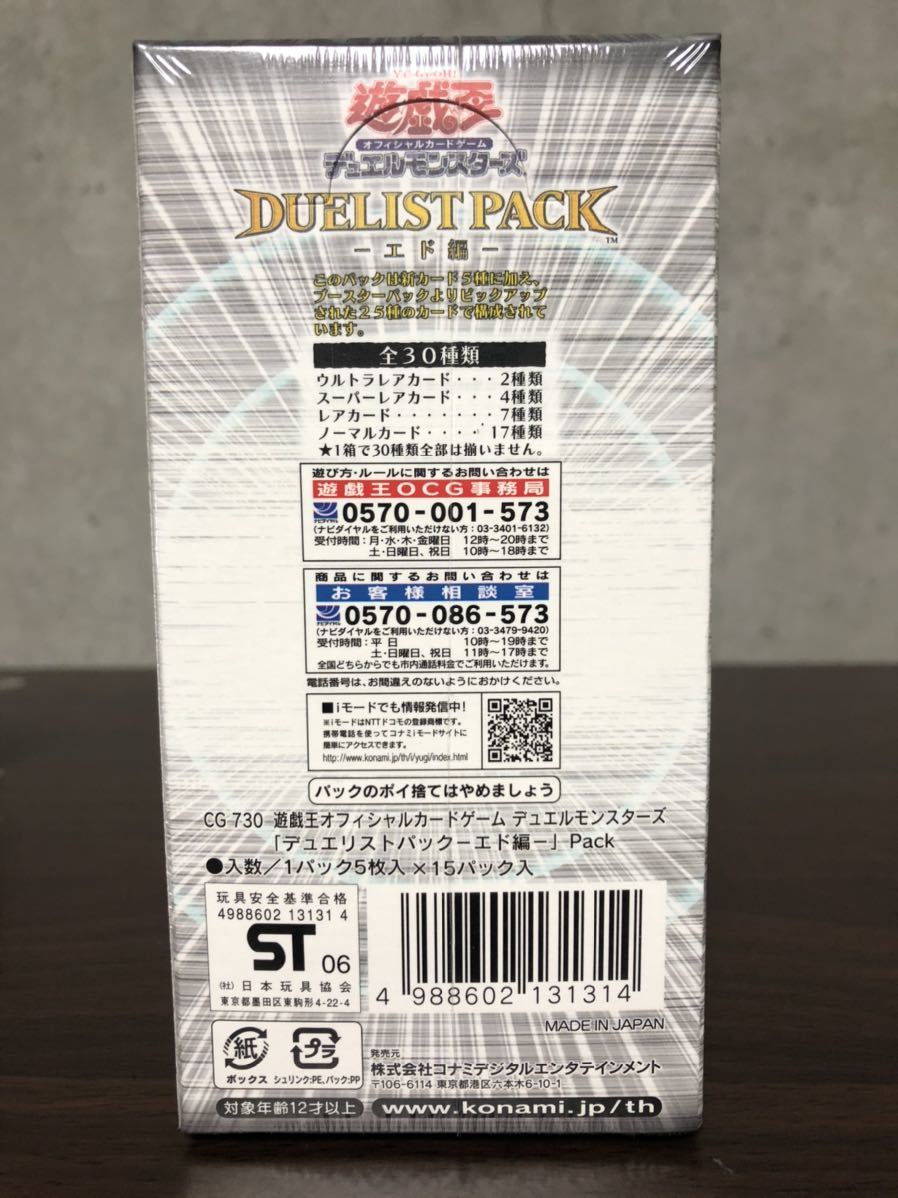 YU-GI-OH!
遊戯王
オフィシャルカードゲーム
デュエルモンスターズ
DUELIST PACK™
－エド編－
このパックは新カード5種に加え、
ブースターパックよりピックアップ
された25種のカードで構成されて
います。
全30種類
ウルトラレアカード・・・2種類
スーパーレアカード・・・4種類
レアカード・・・・・・・7種類
ノーマルカード・・・・17種類
★1箱で30種類全部は揃いません。
遊び方・ルールに関するお問い合わせは
遊戯王OCG事務局
ナビダイヤル 0570-001-573
(ナビダイヤルをご利用いただけない方：03-3401-6132)
受付時間：月・水・木・金曜日 12時～20時まで
土・日曜日、祝日 10時～18時まで
商品に関するお問い合わせは
お客様相談室
ナビダイヤル 0570-086-573
(ナビダイヤルをご利用いただけない方：03-3479-9420)
受付時間：平日 10時～19時まで
土・日曜日、祝日 11時～17時まで
全国どちらからでも市内通話料金でご利用いただけます。
電話番号は、お間違えのないようにおかけください。
■iモードでも情報発信中!
※iモードはNTTドコモの登録商標です。
携帯電話を使ってコナミiモードサイトに
簡単にアクセスできます。
http://www.konami.jp/th/i/yugi/index.html
パックのポイ捨てはやめましょう
CG 730 遊戯王オフィシャルカードゲーム デュエルモンスターズ
「デュエリストパック－エド編－」Pack
●入数／1パック5枚入×15パック入
玩具安全基準合格
4988602 13131 4
ST 06
(社) 日本玩具協会
東京都墨田区東駒形4-22-4
4 988602 131314
MADE IN JAPAN
紙
ボックス
プラ
シュリンク:PE、パック:PP
発売元
株式会社コナミデジタルエンタテインメント
〒106-6114 東京都港区六本木6-10-1
対象年齢12才以上
www.konami.jp/th